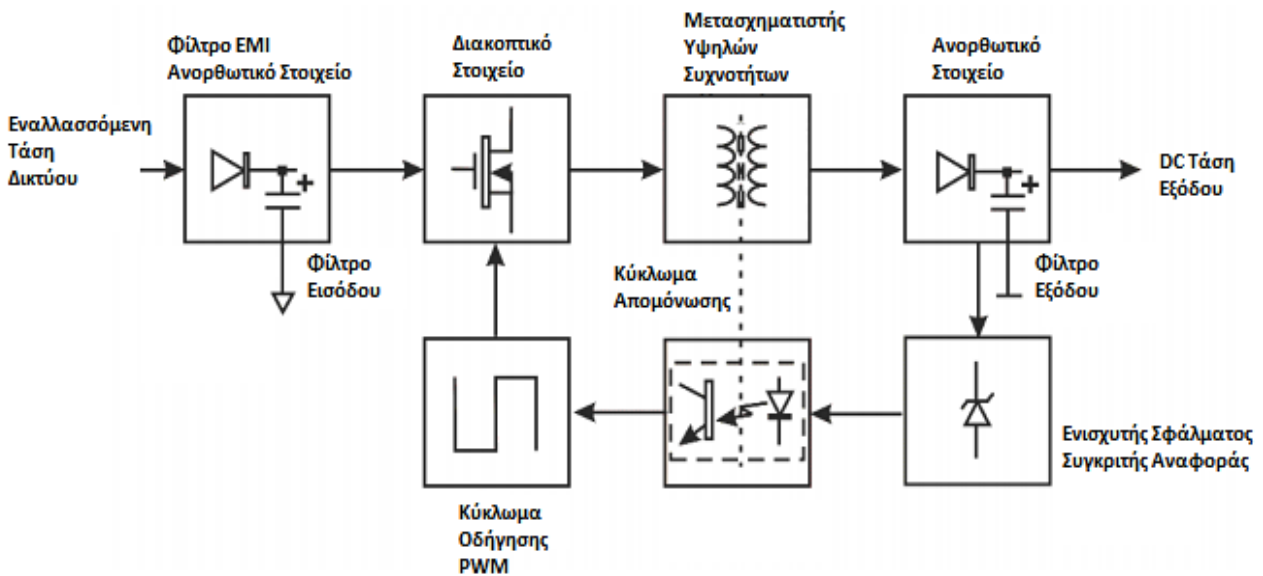 Φίλτρο EMI
Ανορθωτικό Στοιχείο
Διακοπτικό
Στοιχείο
Μετασχηματιστής
Υψηλών
Συχνοτήτων
Ανορθωτικό
Στοιχείο
Εναλλασσόμενη
Τάση
Δικτύου
+
+
DC Τάση
Εξόδου
Φίλτρο
Εισόδου
Κύκλωμα
Απομόνωσης
Φίλτρο
Εξόδου
Ενισχυτής Σφάλματος
Συγκριτής Αναφοράς
Κύκλωμα
Οδήγησης
PWM